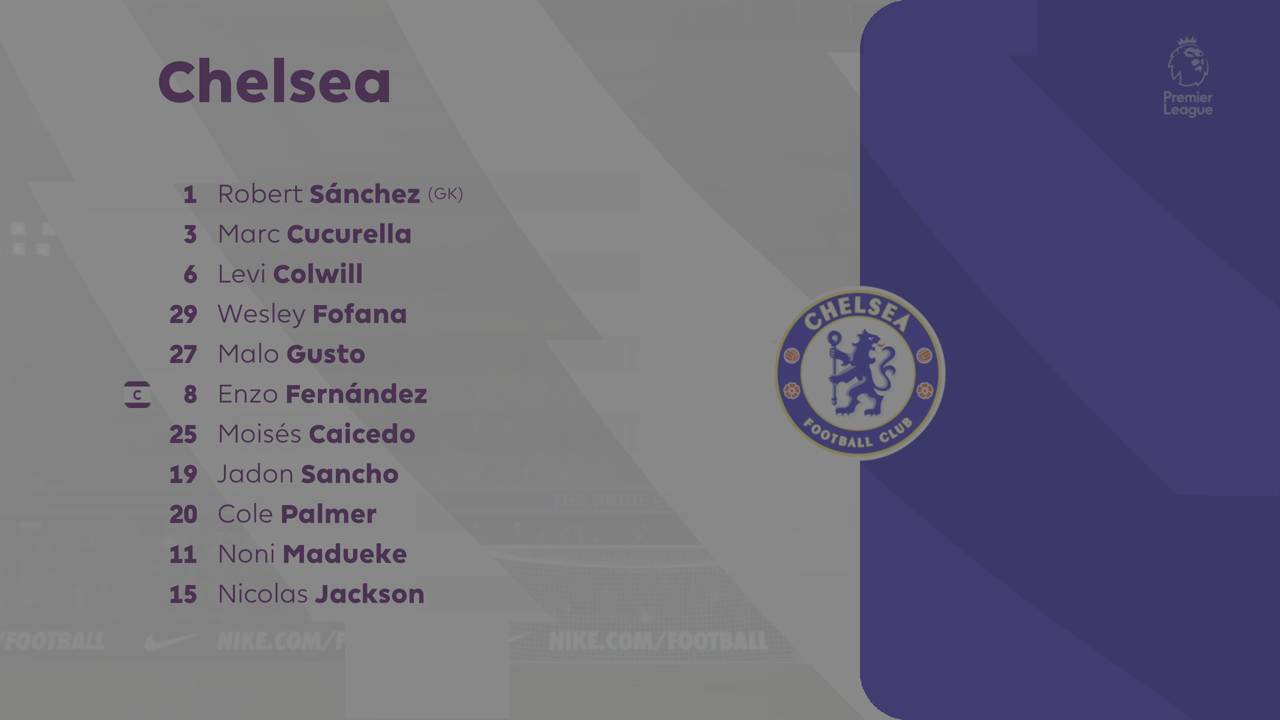 Chelsea
Premier
League
1 Robert Sánchez (GK)
3 Marc Cucurella
6 Levi Colwill
29 Wesley Fofana
27 Malo Gusto
C 8 Enzo Fernández
25 Moisés Caicedo
19 Jadon Sancho
20 Cole Palmer
11 Noni Madueke
15 Nicolas Jackson
CHELSEA
FOOTBALL CLUB
THE PRIDE
/FOOTBALL NIKE.COM/F NIKE.COM/FOOTBALL